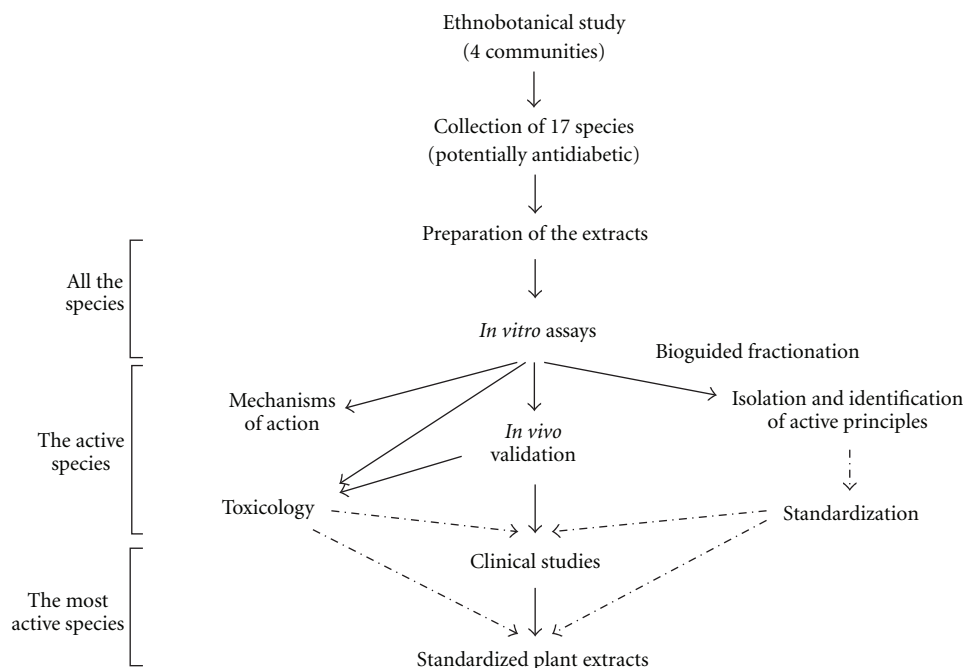 Ethnobotanical study
(4 communities)
Collection of 17 species
(potentially antidiabetic)
Preparation of the extracts
All the
species
In vitro assays
Bioguided fractionation
Mechanisms
of action
Isolation and identification
of active principles
The active
species
In vivo
validation
Toxicology
Standardization
Clinical studies
The most
active species
Standardized plant extracts